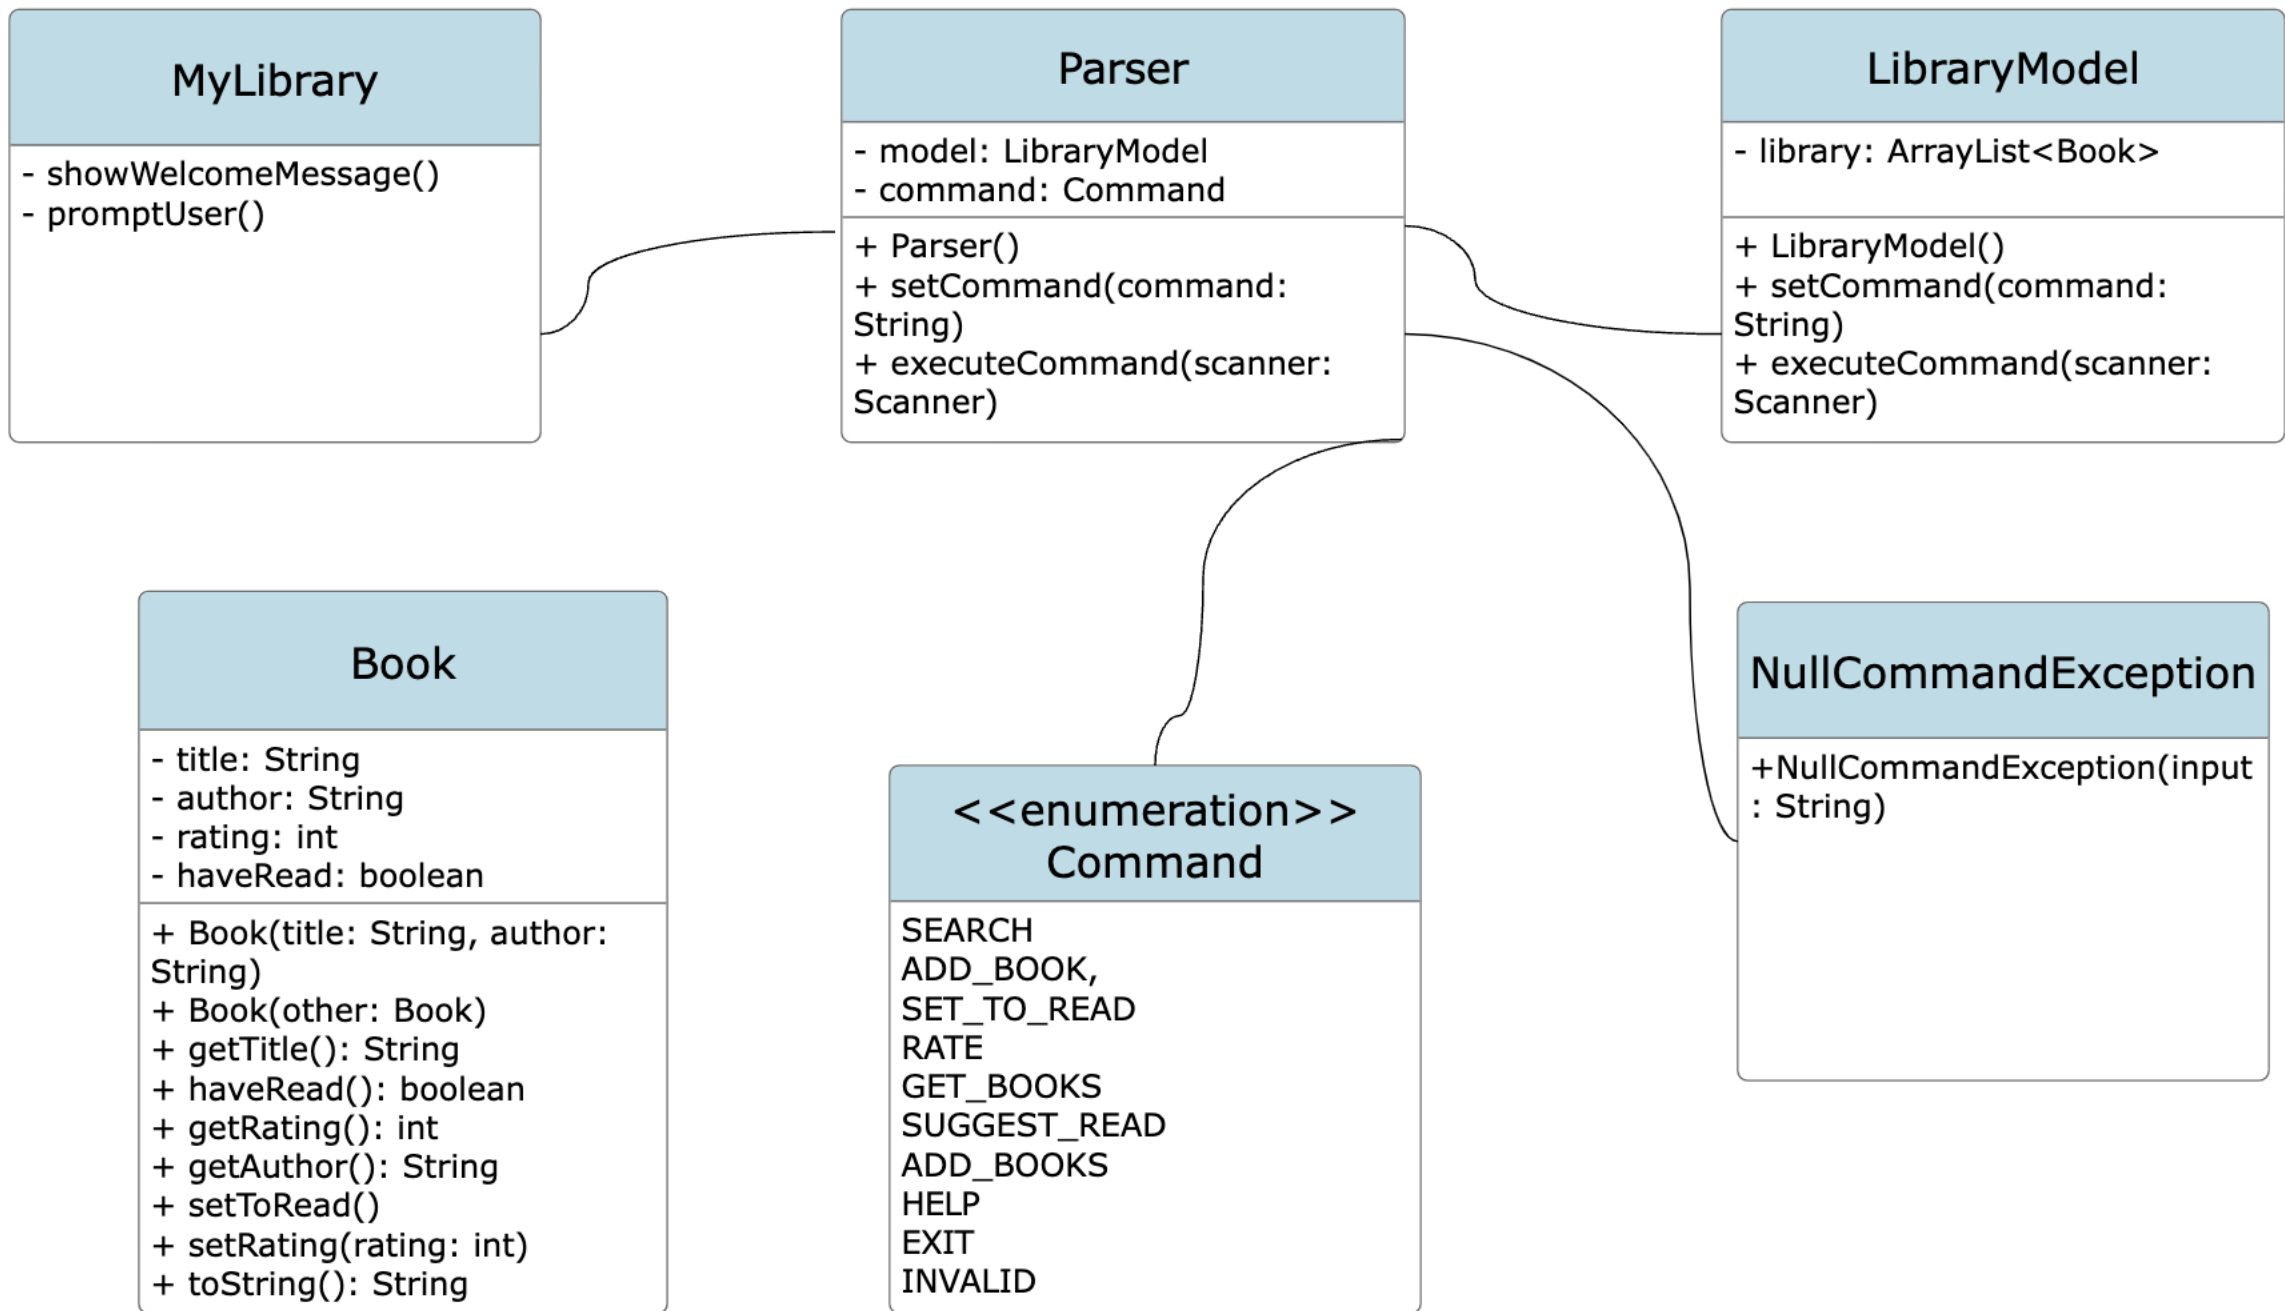 MyLibrary
- showWelcomeMessage()
- promptUser()
Parser
- model: LibraryModel
- command: Command
+ Parser()
+ setCommand(command:
String)
+ executeCommand(scanner:
Scanner)
LibraryModel
- library: ArrayList<Book>
+ LibraryModel()
+ setCommand(command:
String)
+ executeCommand(scanner:
Scanner)
Book
- title: String
- author: String
- rating: int
- haveRead: boolean
+ Book(title: String, author:
String)
+ Book(other: Book)
+ getTitle(): String
+ haveRead(): boolean
+ getRating(): int
+ getAuthor(): String
+ setToRead()
+ setRating(rating: int)
+ toString(): String
<<enumeration>>
Command
SEARCH
ADD_BOOK,
SET_TO_READ
RATE
GET_BOOKS
SUGGEST_READ
ADD_BOOKS
HELP
EXIT
INVALID
NullCommandException
+NullCommandException(input
: String)